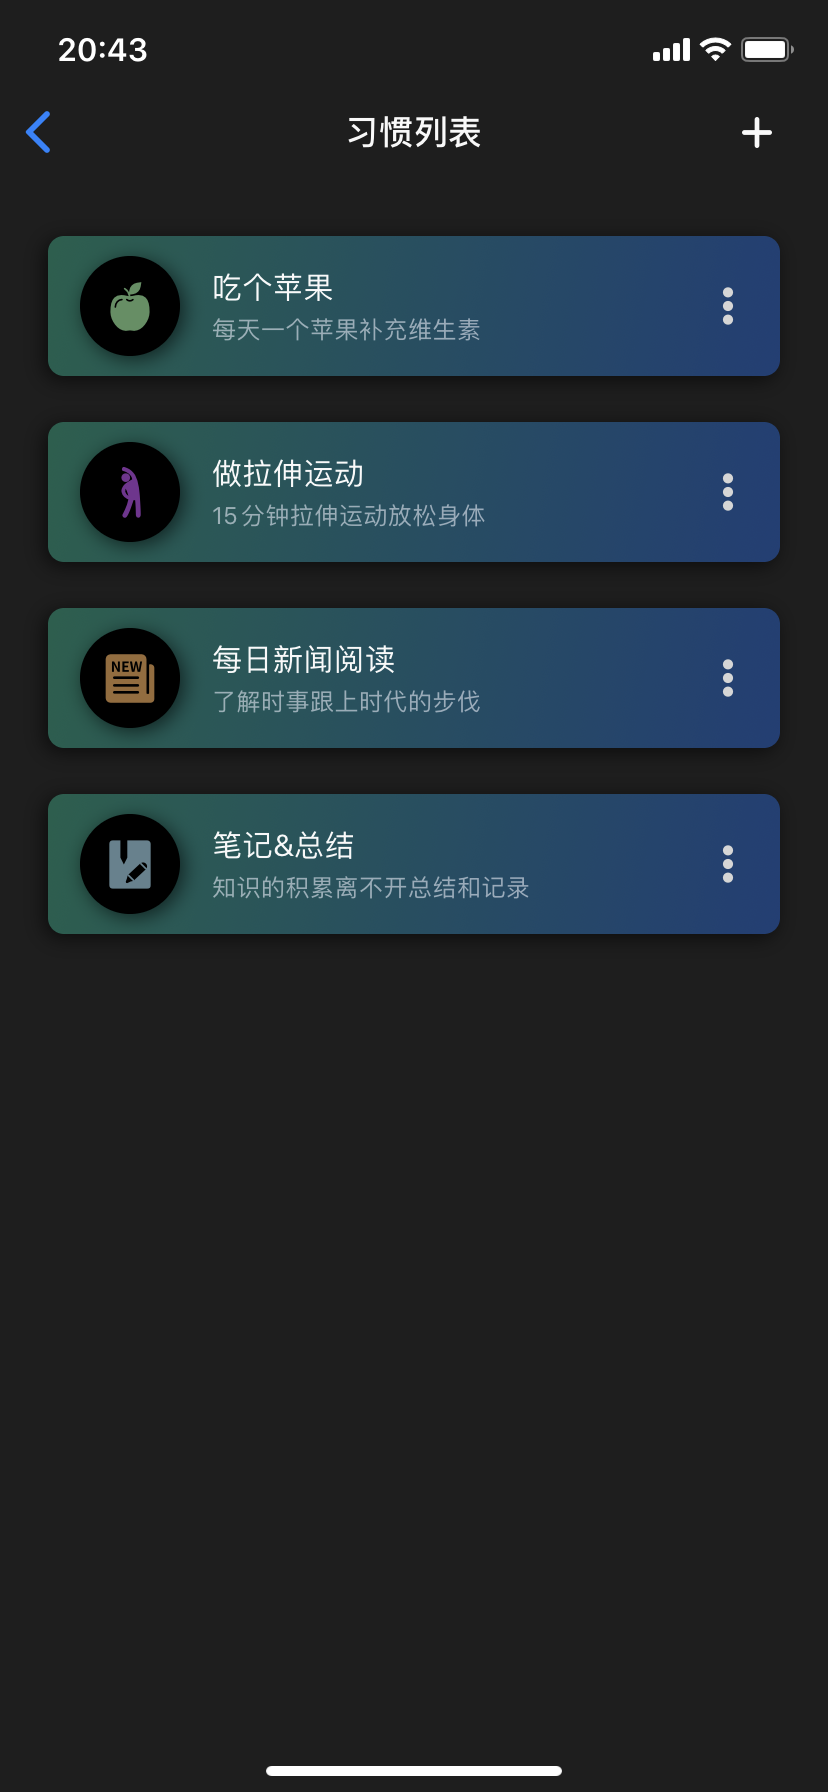 20:43
习惯列表
吃个苹果
每天一个苹果补充维生素
做拉伸运动
15分钟拉伸运动放松身体
NEW
每日新闻阅读
了解时事跟上时代的步伐
笔记&总结
知识的积累离不开总结和记录